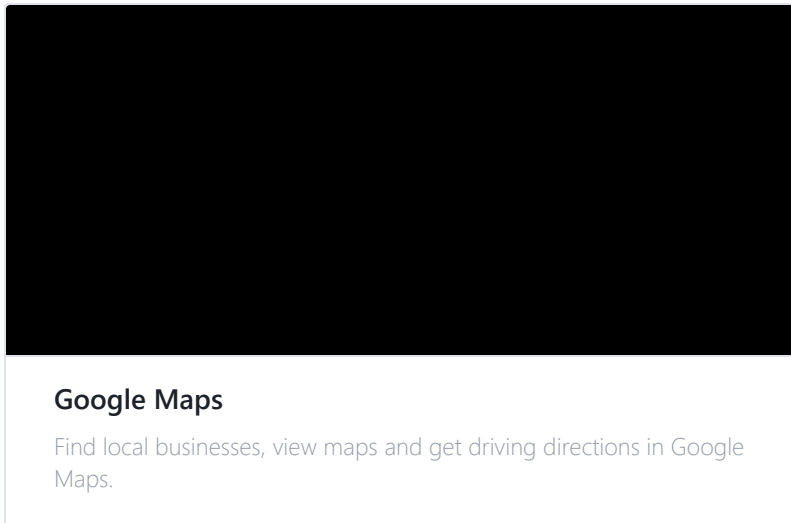 Google Maps
Find local businesses, view maps and get driving directions in Google
Maps.